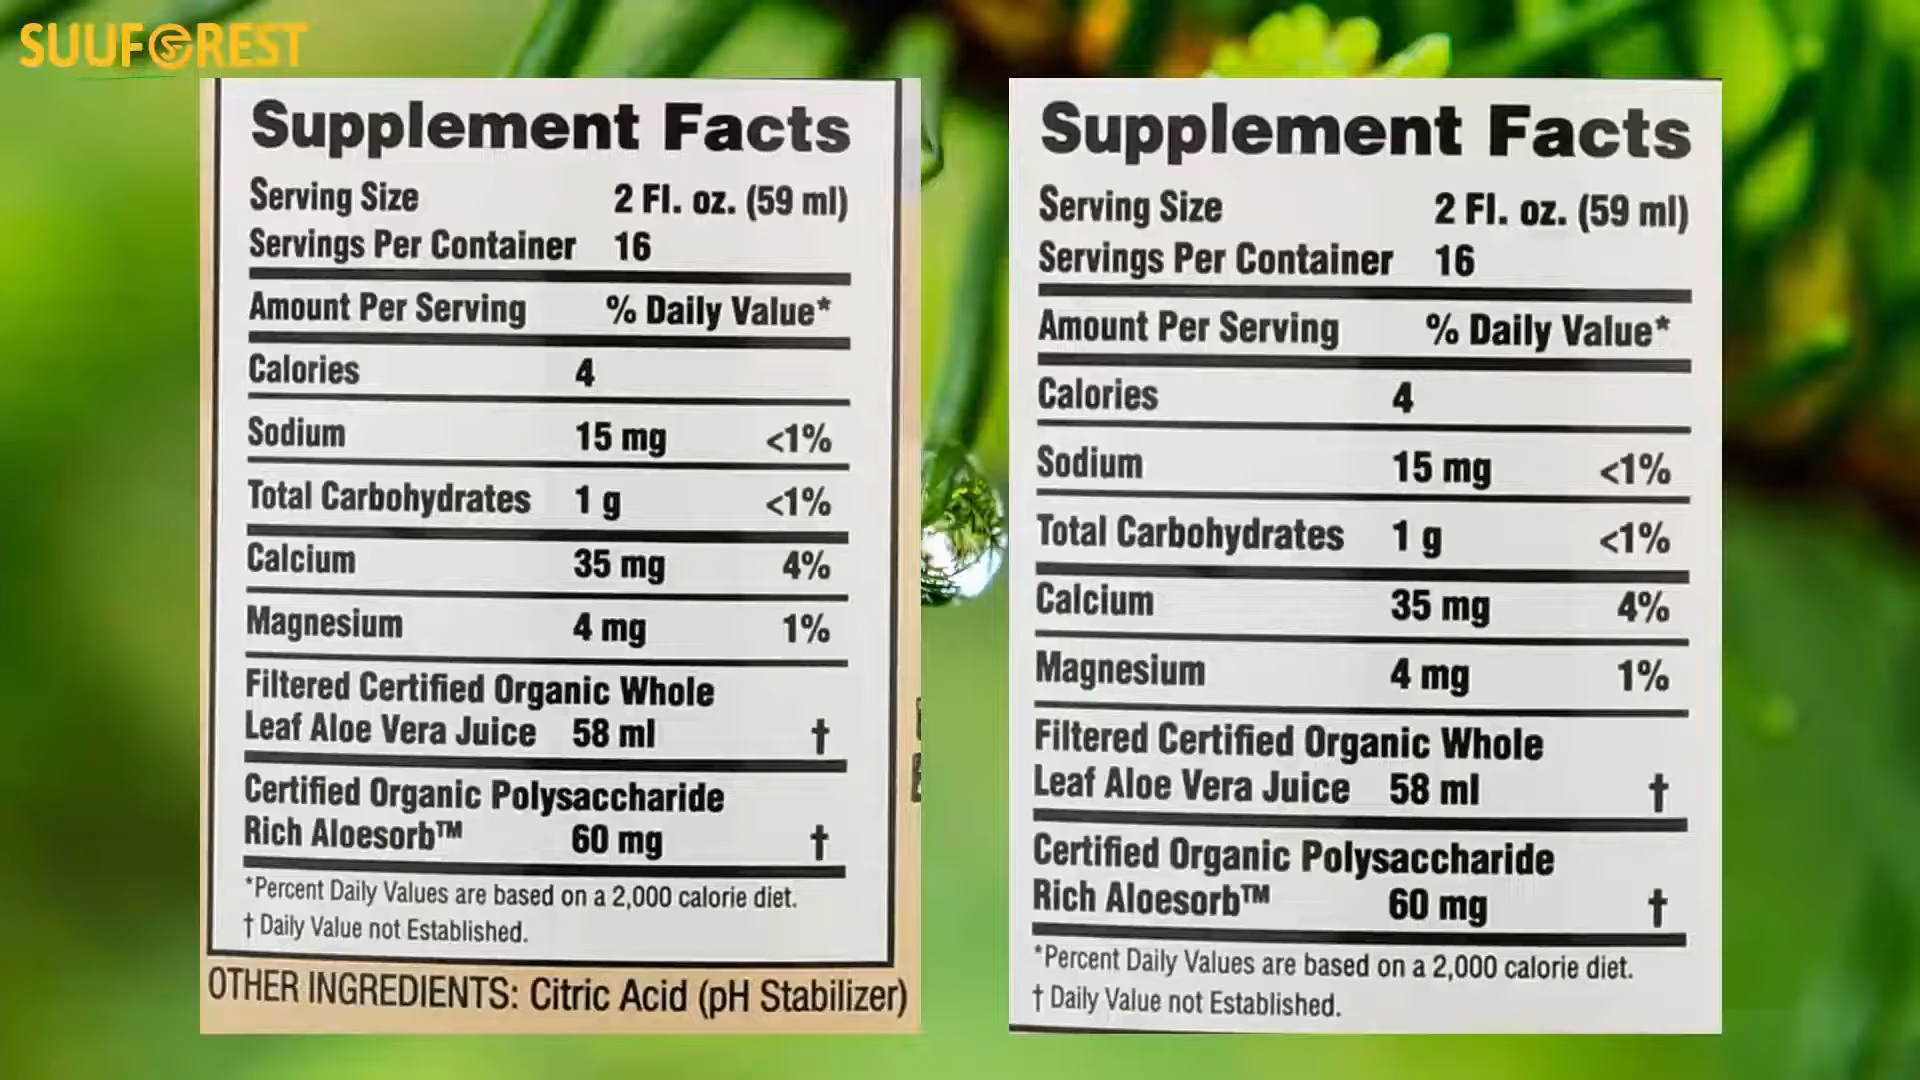 SUUFOREST
Supplement Facts
Serving Size 2 Fl. oz. (59 ml)
Servings Per Container 16
Amount Per Serving % Daily Value*
Calories 4
Sodium 15 mg <1%
Total Carbohydrates 1 g <1%
Calcium 35 mg 4%
Magnesium 4 mg 1%
Filtered Certified Organic Whole
Leaf Aloe Vera Juice 58 ml †
Certified Organic Polysaccharide
Rich Aloesorb™ 60 mg †
*Percent Daily Values are based on a 2,000 calorie diet.
† Daily Value not Established.
OTHER INGREDIENTS: Citric Acid (pH Stabilizer)
Supplement Facts
Serving Size 2 Fl. oz. (59 ml)
Servings Per Container 16
Amount Per Serving % Daily Value*
Calories 4
Sodium 15 mg <1%
Total Carbohydrates 1 g <1%
Calcium 35 mg 4%
Magnesium 4 mg 1%
Filtered Certified Organic Whole
Leaf Aloe Vera Juice 58 ml †
Certified Organic Polysaccharide
Rich Aloesorb™ 60 mg †
*Percent Daily Values are based on a 2,000 calorie diet.
† Daily Value not Established.